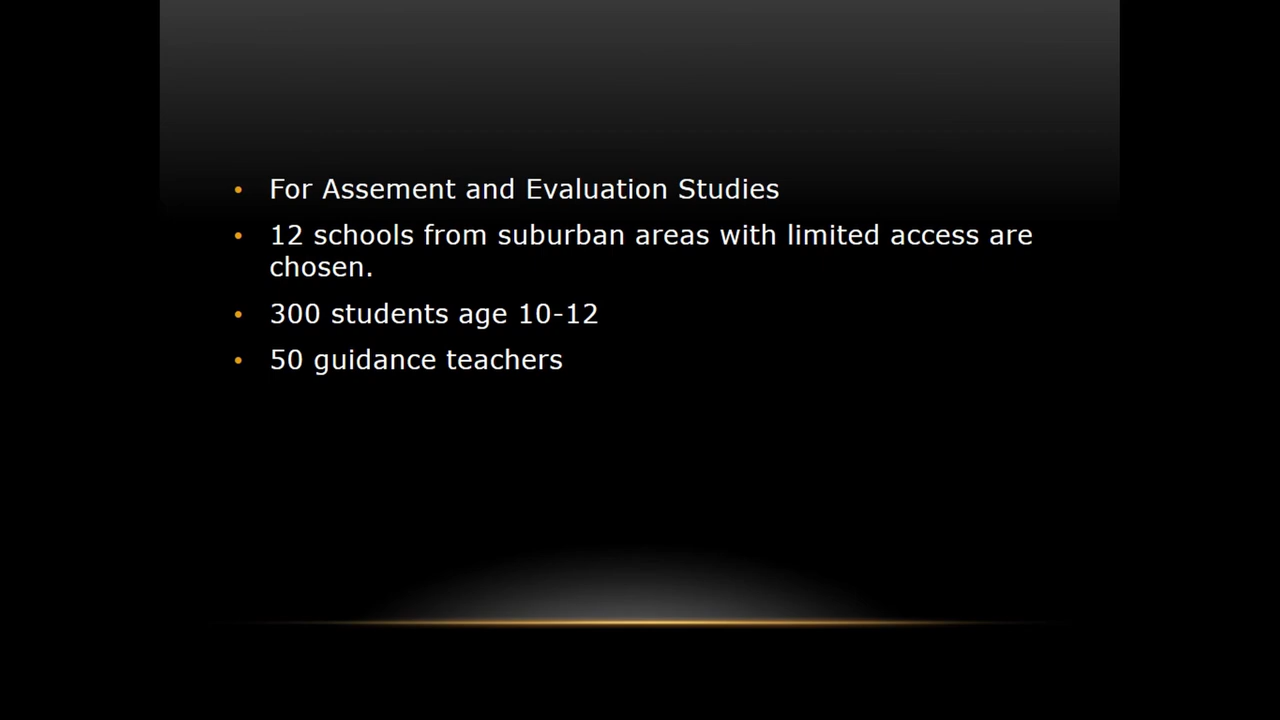 • For Assement and Evaluation Studies
• 12 schools from suburban areas with limited access are
chosen.
• 300 students age 10-12
• 50 guidance teachers